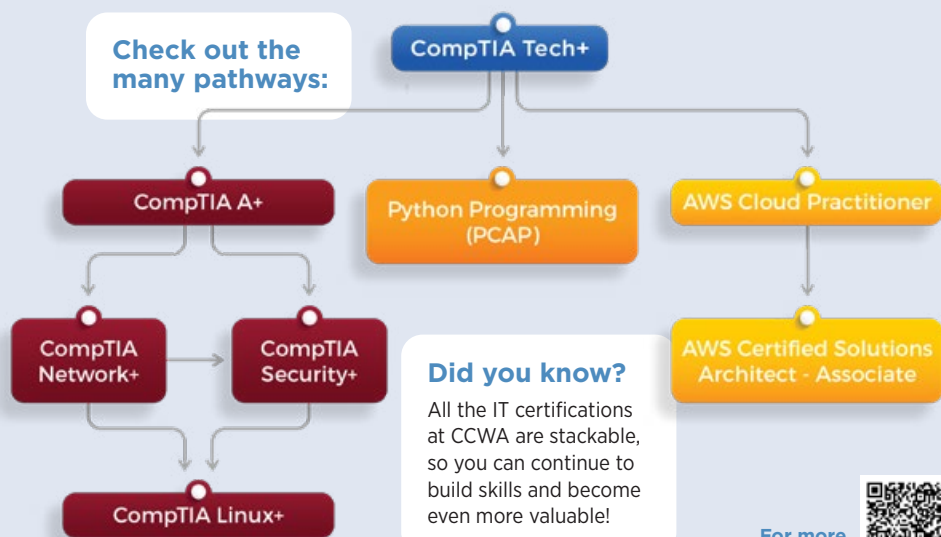 Check out the
many pathways:
CompTIA Tech+
CompTIA A+
Python Programming
(PCAP)
AWS Cloud Practitioner
CompTIA
Network+
CompTIA
Security+
AWS Certified Solutions
Architect - Associate
CompTIA Linux+
Did you know?
All the IT certifications
at CCWA are stackable,
so you can continue to
build skills and become
even more valuable!
For more